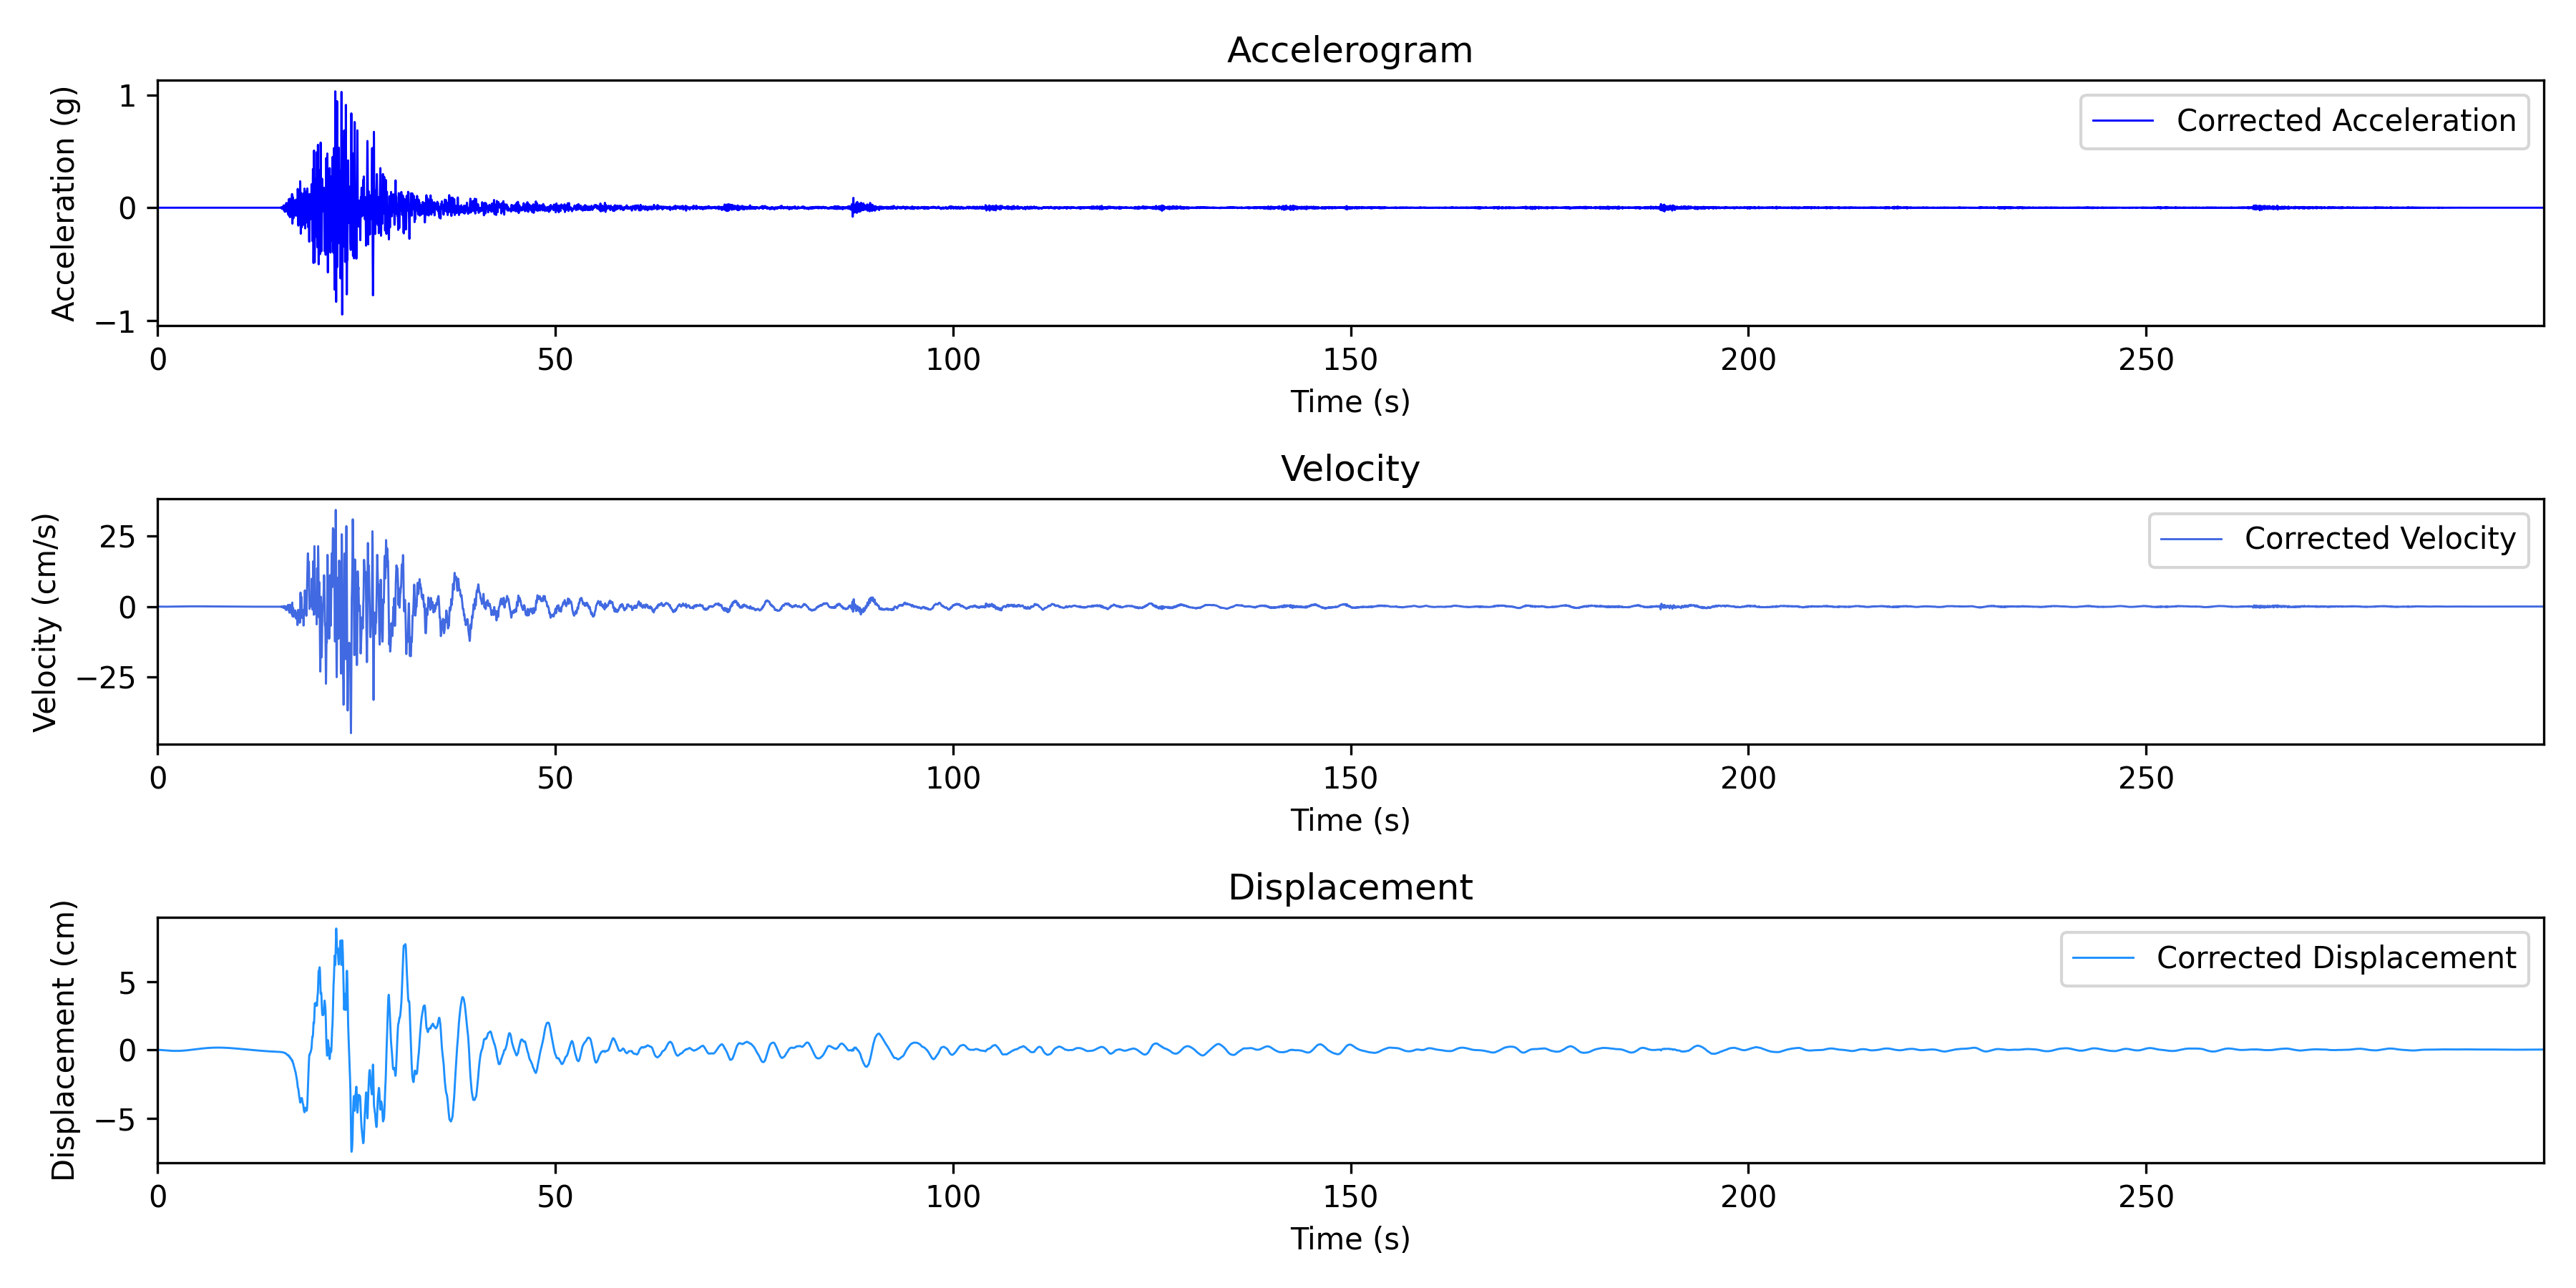 Accelerogram
Acceleration (g)
1
0
−1
Corrected Acceleration
0 50 100 150 200 250
Time (s)
Velocity
Velocity (cm/s)
25
0
−25
Corrected Velocity
0 50 100 150 200 250
Time (s)
Displacement
Displacement (cm)
5
0
−5
Corrected Displacement
0 50 100 150 200 250
Time (s)